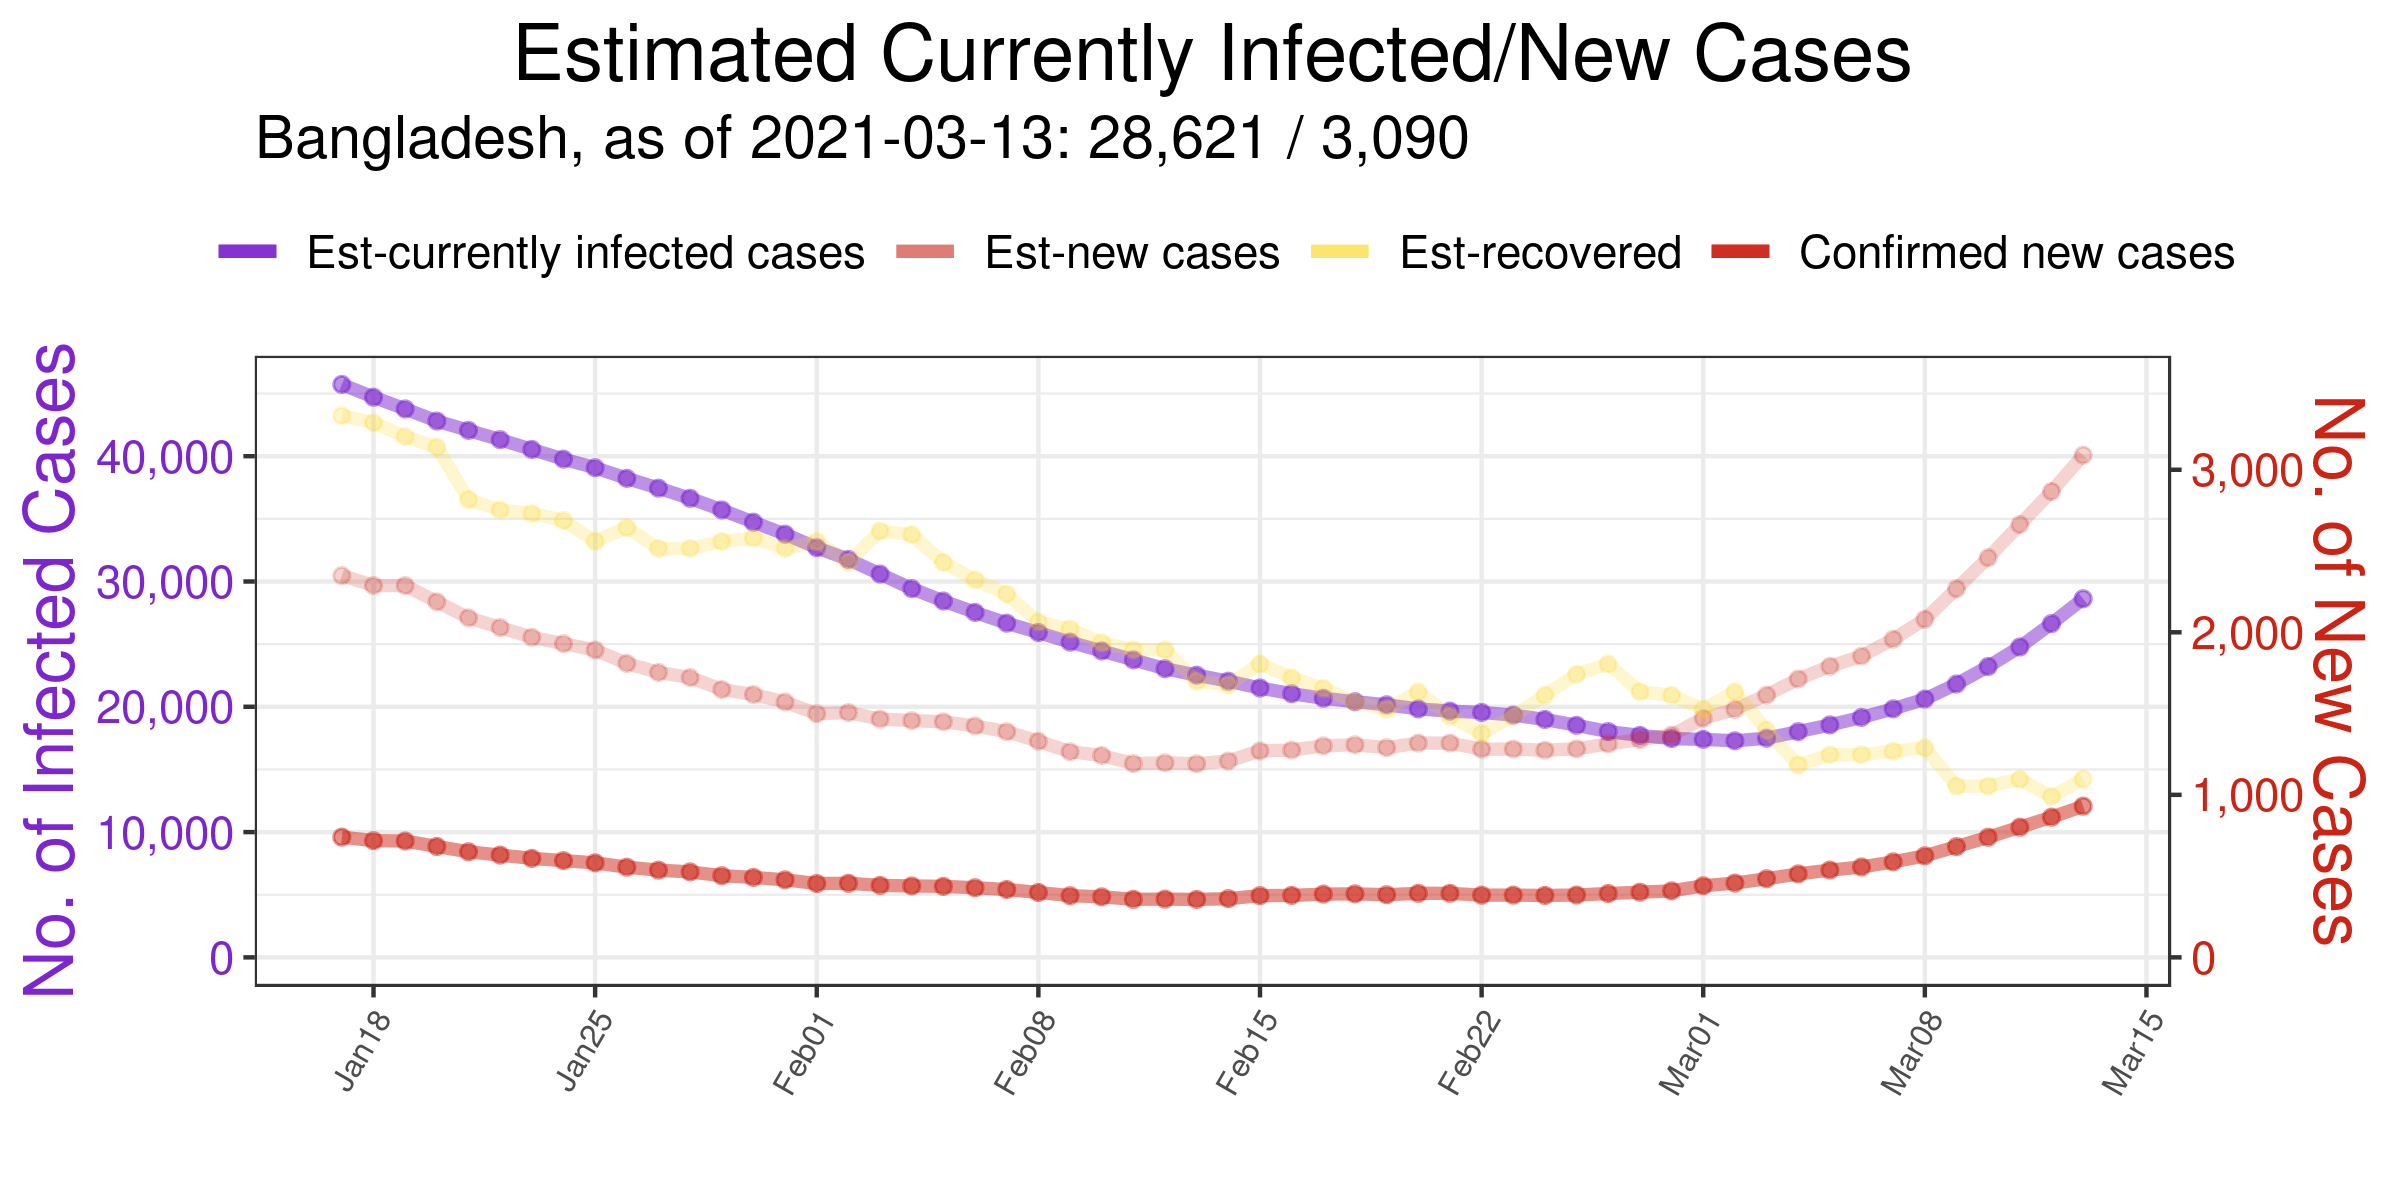 Estimated Currently Infected/New Cases
Bangladesh, as of 2021-03-13: 28,621 / 3,090
Est-currently infected cases
Est-new cases
Est-recovered
Confirmed new cases
No. of Infected Cases
40,000
30,000
20,000
10,000
0
3,000
2,000
1,000
0
No. of New Cases
Jan18
Jan25
Feb01
Feb08
Feb15
Feb22
Mar01
Mar08
Mar15